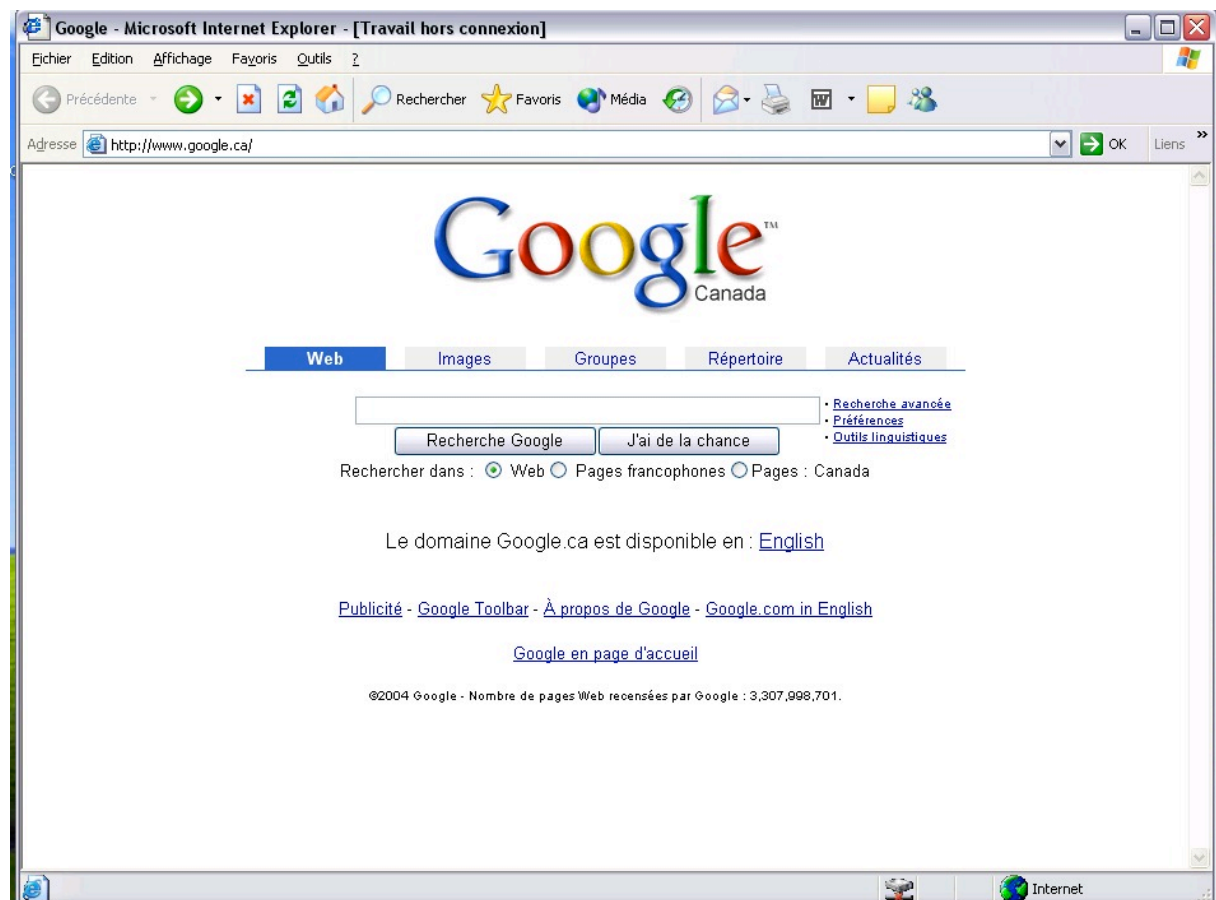 Google - Microsoft Internet Explorer - [Travail hors connexion]
Fichier Edition Affichage Favoris Outils ?
Précédente Rechercher Favoris Média
Adresse http://www.google.ca/ OK Liens »
Google™
Canada
Web Images Groupes Répertoire Actualités
• Recherche avancée
• Préférences
• Outils linguistiques
Recherche Google J'ai de la chance
Rechercher dans : Web Pages francophones Pages : Canada
Le domaine Google.ca est disponible en : English
Publicité - Google Toolbar - À propos de Google - Google.com in English
Google en page d'accueil
©2004 Google - Nombre de pages Web recensées par Google : 3,307,998,701.
Internet